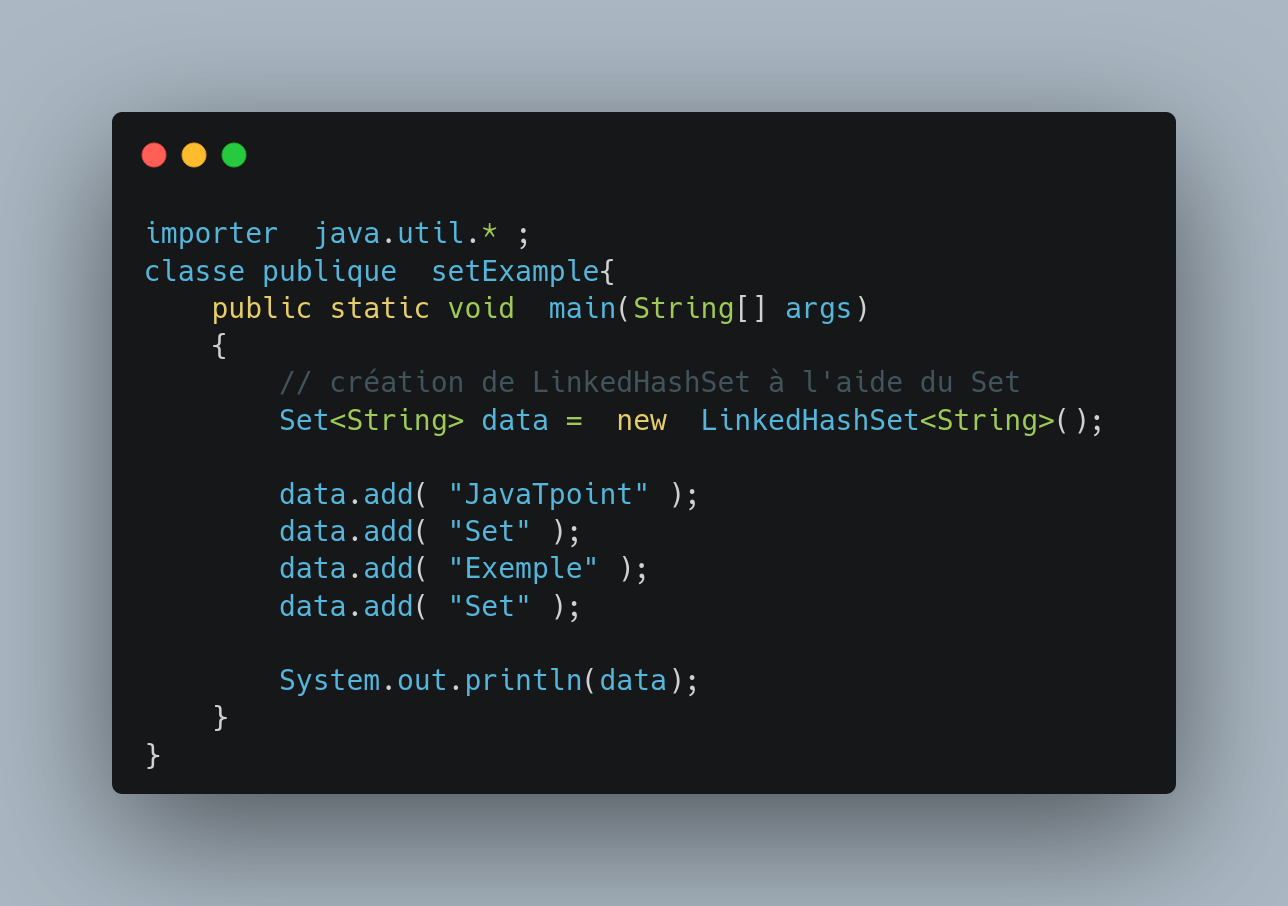 importer  java.util.* ;
classe publique  setExample{
    public static void  main(String[] args)
    {
        // création de LinkedHashSet à l'aide du Set
        Set<String> data =  new  LinkedHashSet<String>();

        data.add( "JavaTpoint" );
        data.add( "Set" );
        data.add( "Exemple" );
        data.add( "Set" );

        System.out.println(data);
    }
}